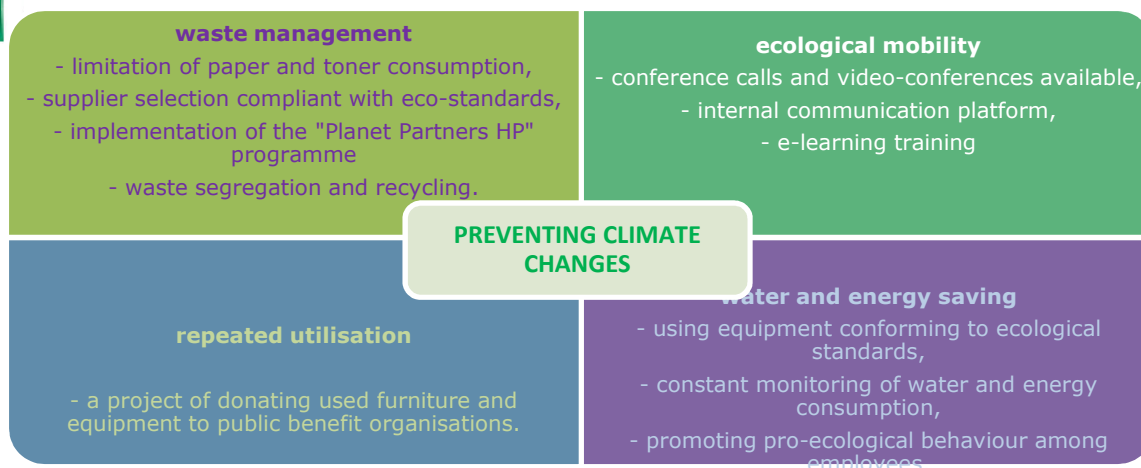 waste management
- limitation of paper and toner consumption,
- supplier selection compliant with eco-standards,
- implementation of the "Planet Partners HP"
programme
- waste segregation and recycling.
ecological mobility
- conference calls and video-conferences available,
- internal communication platform,
- e-learning training
PREVENTING CLIMATE
CHANGES
repeated utilisation
- a project of donating used furniture and
equipment to public benefit organisations.
water and energy saving
- using equipment conforming to ecological
standards,
- constant monitoring of water and energy
consumption,
- promoting pro-ecological behaviour among
employees